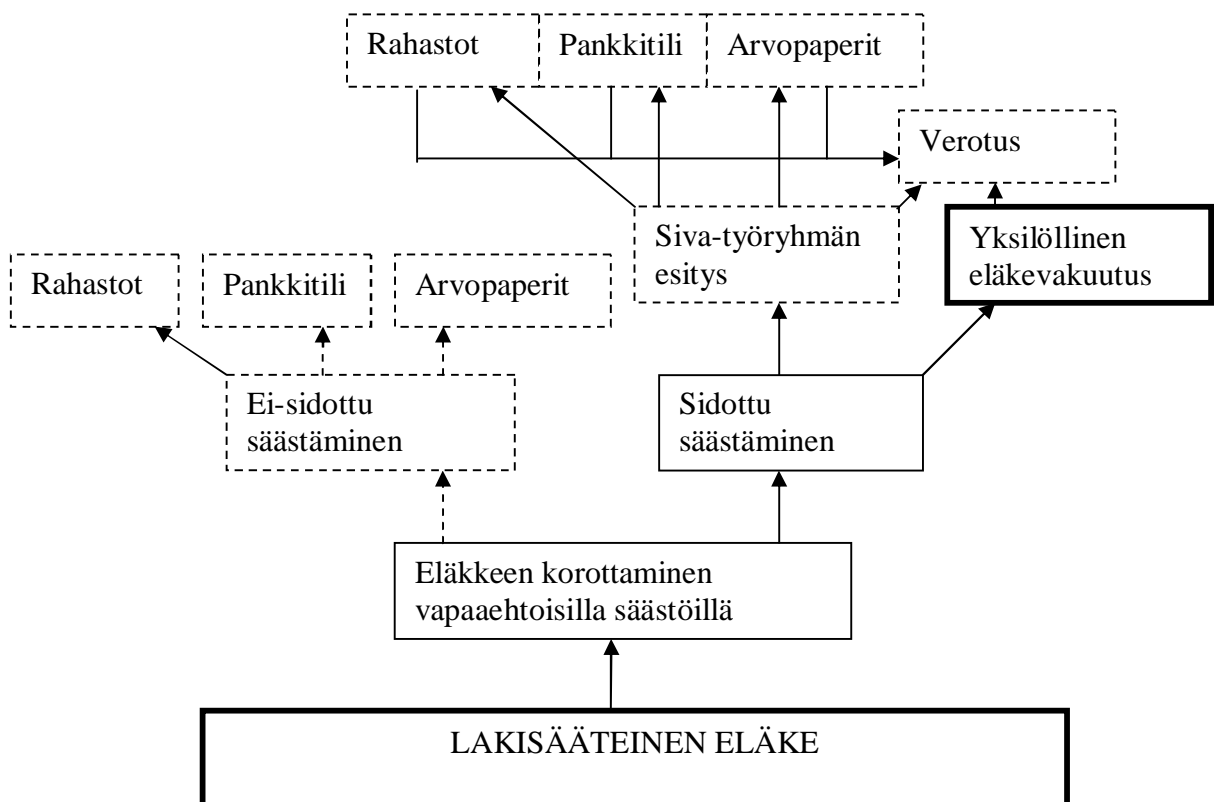 Rahastot
Pankkitili
Arvopaperit
Verotus
Siva-työryhmän
esitys
Yksilöllinen
eläkevakuutus
Rahastot
Pankkitili
Arvopaperit
Ei-sidottu
säästäminen
Sidottu
säästäminen
Eläkkeen korottaminen
vapaaehtoisilla säästöillä
LAKISÄÄTEINEN ELÄKE